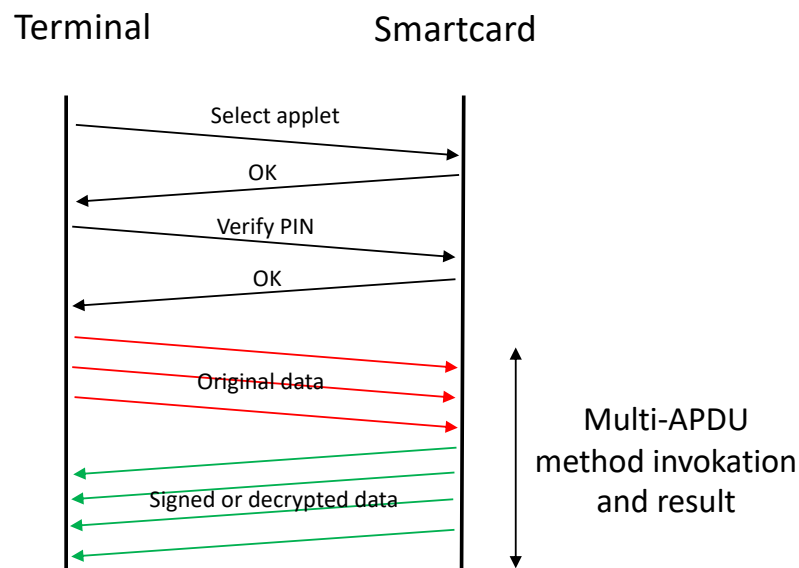 Terminal
Smartcard
Select applet
OK
Verify PIN
OK
Original data
Signed or decrypted data
Multi-APDU
method invokation
and result